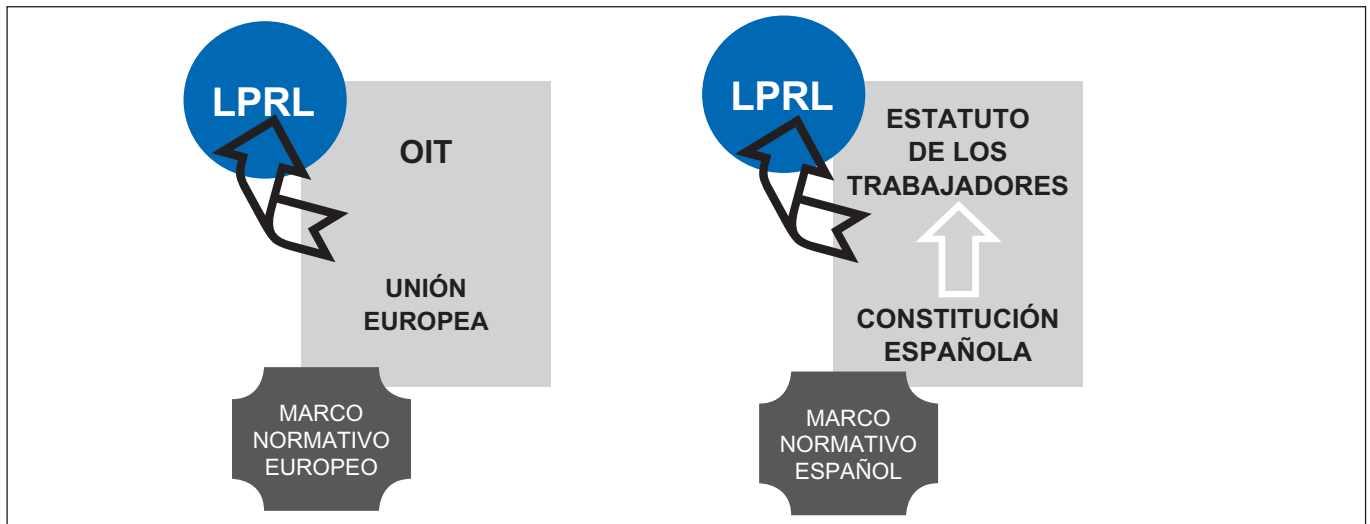 LPRL
OIT
UNIÓN
EUROPEA
MARCO
NORMATIVO
EUROPEO
LPRL
ESTATUTO
DE LOS
TRABAJADORES
CONSTITUCIÓN
ESPAÑOLA
MARCO
NORMATIVO
ESPAÑOL